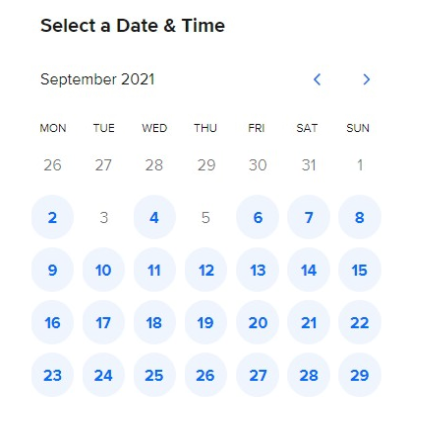 Select a Date & Time
September 2021
MON TUE WED THU FRI SAT SUN
26 27 28 29 30 31 1
2 3 4 5 6 7 8
9 10 11 12 13 14 15
16 17 18 19 20 21 22
23 24 25 26 27 28 29